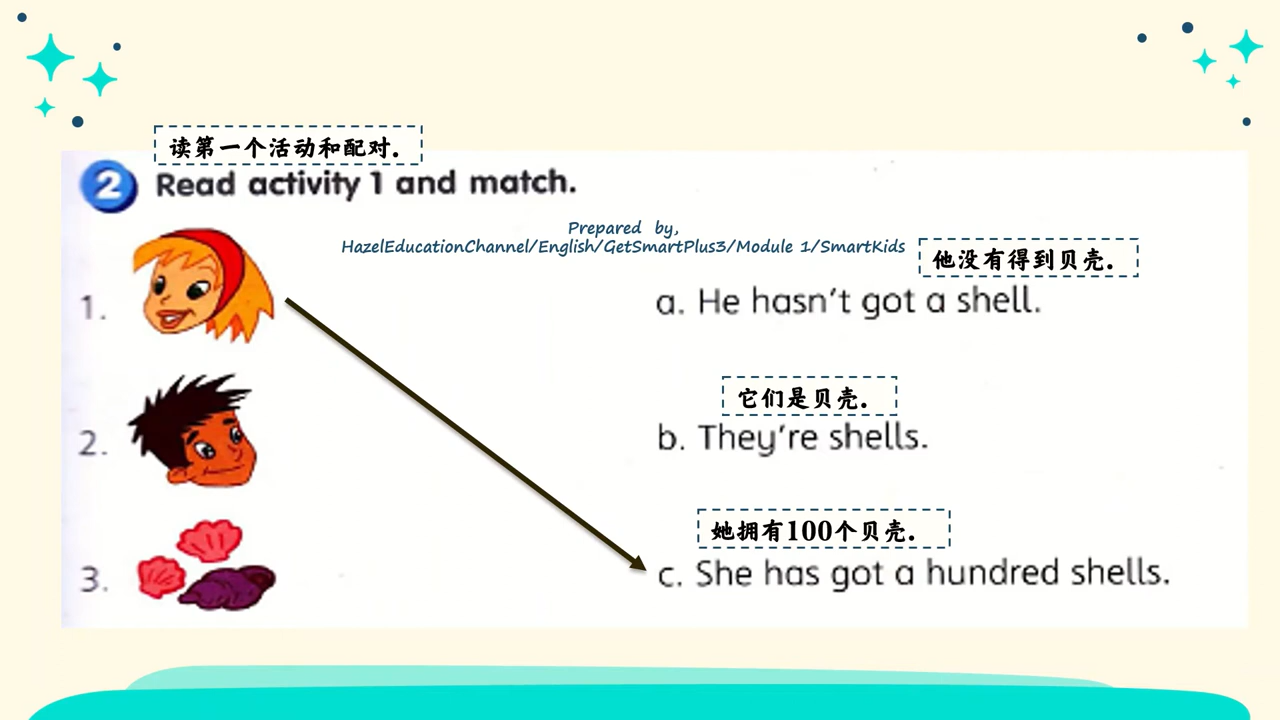 读第一个活动和配对.
2 Read activity 1 and match.
Prepared by,
HazelEducationChannel/English/GetSmartPlus3/Module 1/SmartKids
他没有得到贝壳.
1.
a. He hasn't got a shell.
它们是贝壳.
2.
b. They're shells.
她拥有100个贝壳.
3.
c. She has got a hundred shells.